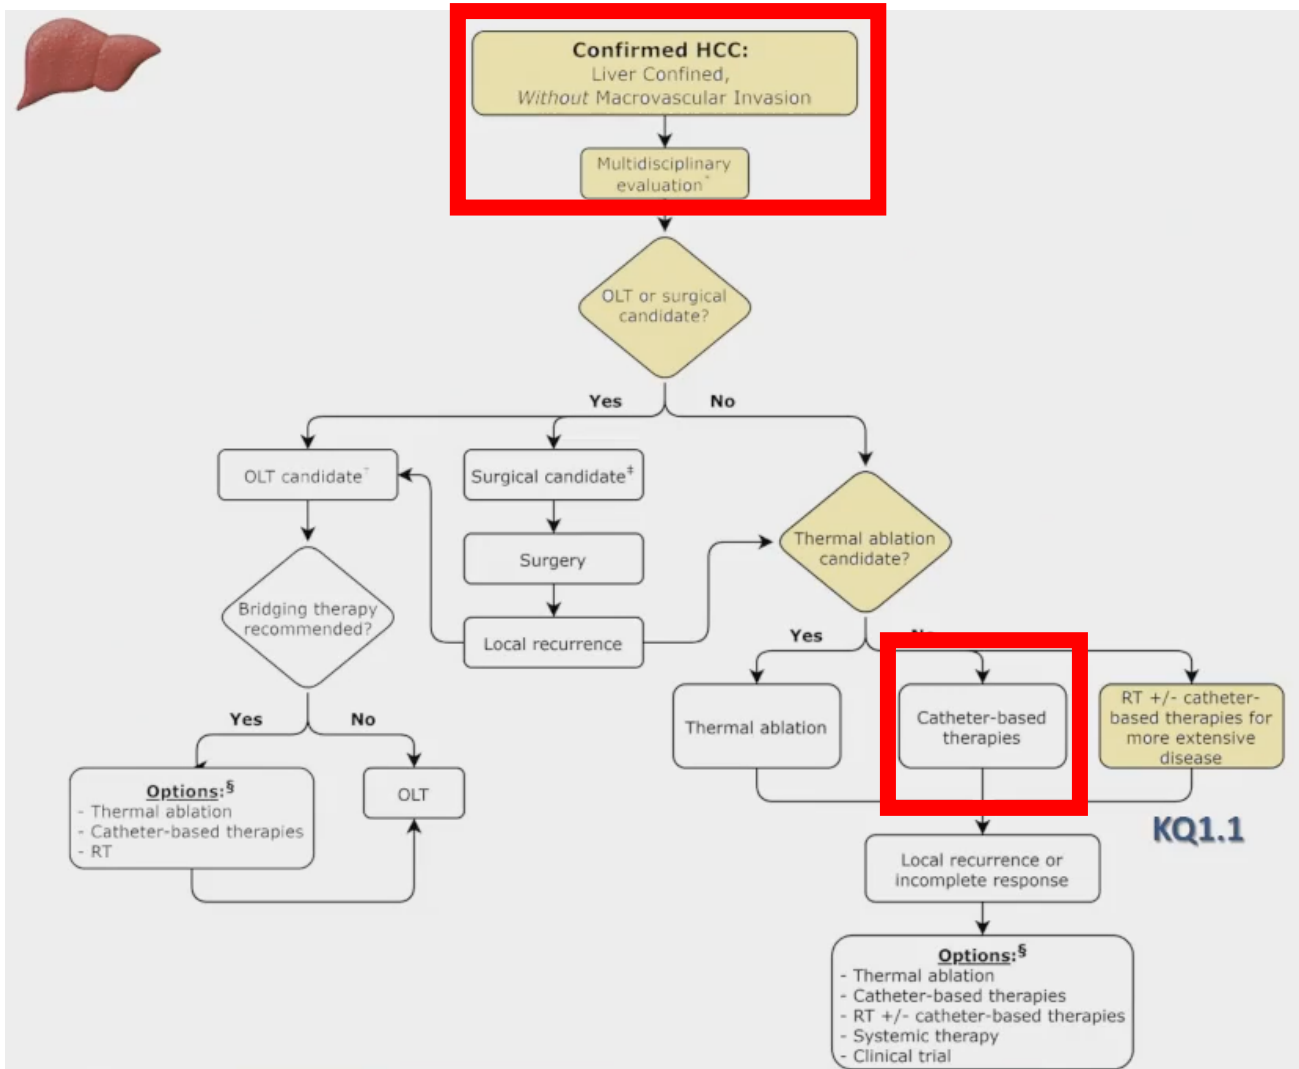 Confirmed HCC:
Liver Confined,
Without Macrovascular Invasion
Multidisciplinary
evaluation*
OLT or surgical
candidate?
Yes
No
OLT candidate†
Surgical candidate‡
Surgery
Local recurrence
Thermal ablation
candidate?
Bridging therapy
recommended?
Yes
No
Thermal ablation
Catheter-based
therapies
RT +/- catheter-
based therapies for
more extensive
disease
Yes
No
Options:§
- Thermal ablation
- Catheter-based therapies
- RT
OLT
KQ1.1
Local recurrence or
incomplete response
Options:§
- Thermal ablation
- Catheter-based therapies
- RT +/- catheter-based therapies
- Systemic therapy
- Clinical trial